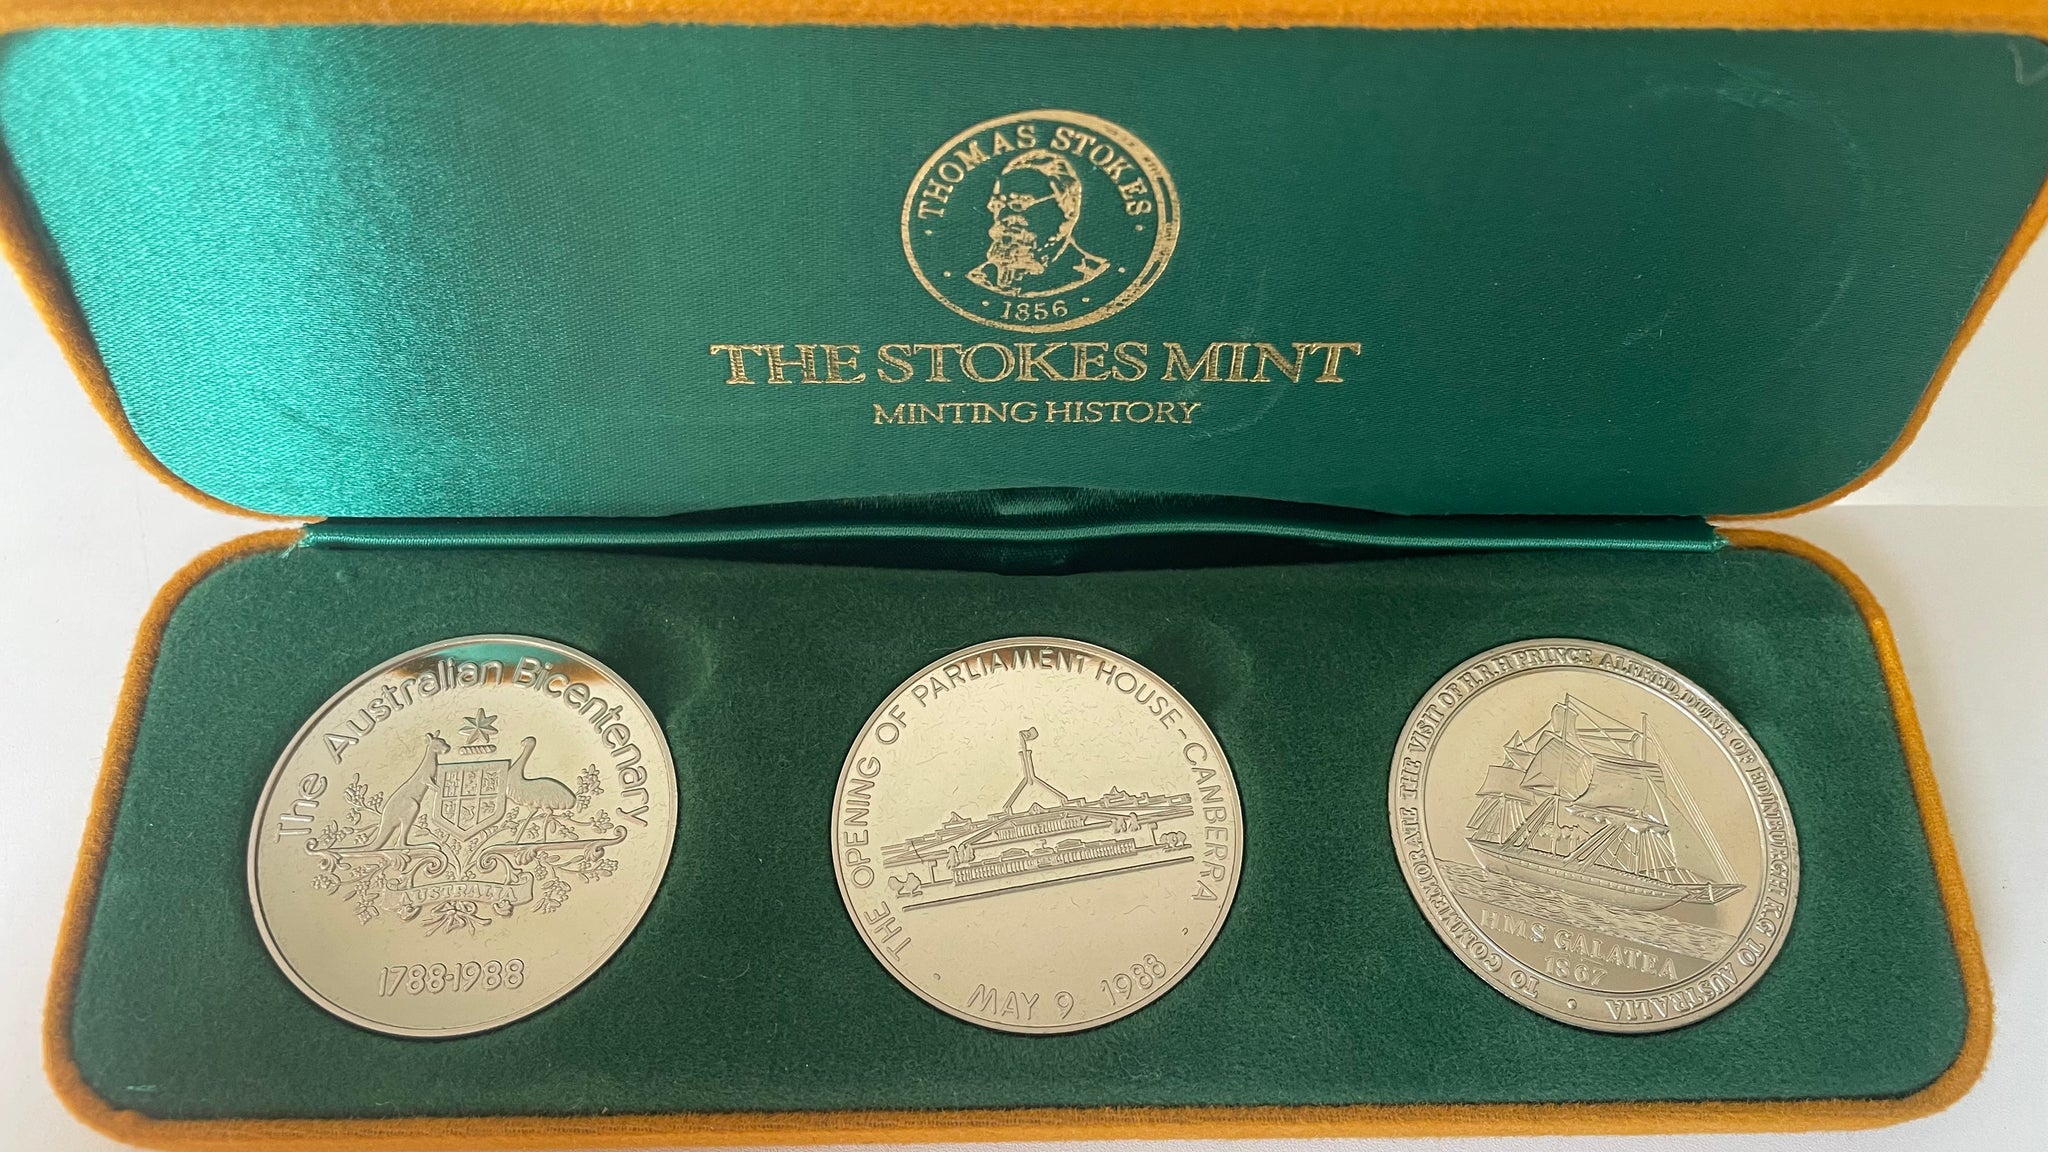 THOMAS STOKES
1856
THE STOKES MINT
MINTING HISTORY
The Australian Bicentenary
AUSTRALIA
1788-1988
THE OPENING OF PARLIAMENT HOUSE-CANBERRA
MAY 9 1988
TO COMMEMORATE THE VISIT OF H.R.H PRINCE ALFRED, DUKE OF EDINBURGH K.G TO AUSTRALIA
HMS GALATEA
1867